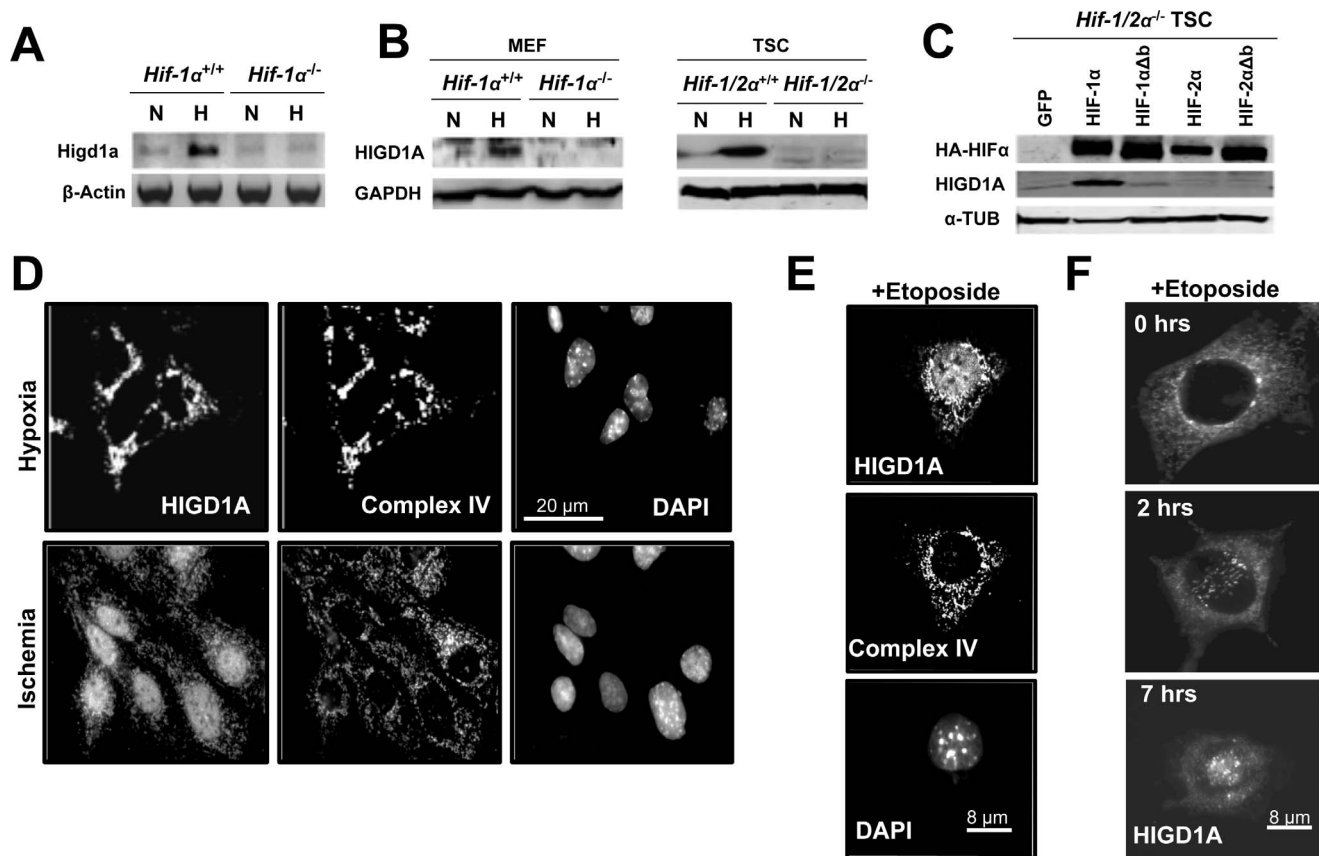 A
Hif-1α+/+ Hif-1α-/-
N H N H
Higd1a
β-Actin
B
MEF TSC
Hif-1α+/+ Hif-1α-/- Hif-1/2α+/+ Hif-1/2α-/-
N H N H N H N H
HIGD1A
GAPDH
C
Hif-1/2α-/- TSC
GFP HIF-1α HIF-1αΔb HIF-2α HIF-2αΔb
HA-HIFα
HIGD1A
α-TUB
D
Hypoxia
HIGD1A Complex IV 20 μm DAPI
Ischemia
E
+Etoposide
HIGD1A
Complex IV
DAPI 8 μm
F
+Etoposide
0 hrs
2 hrs
7 hrs
HIGD1A 8 μm